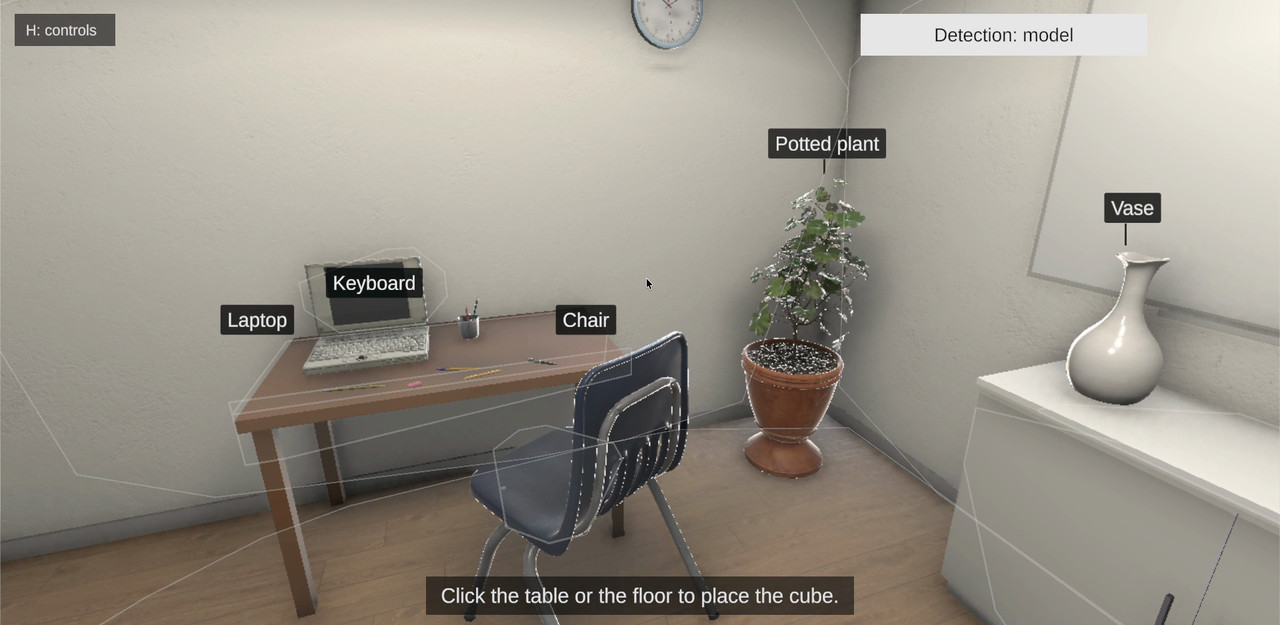 H: controls
Detection: model
Potted plant
Vase
Keyboard
Laptop
Chair
Click the table or the floor to place the cube.